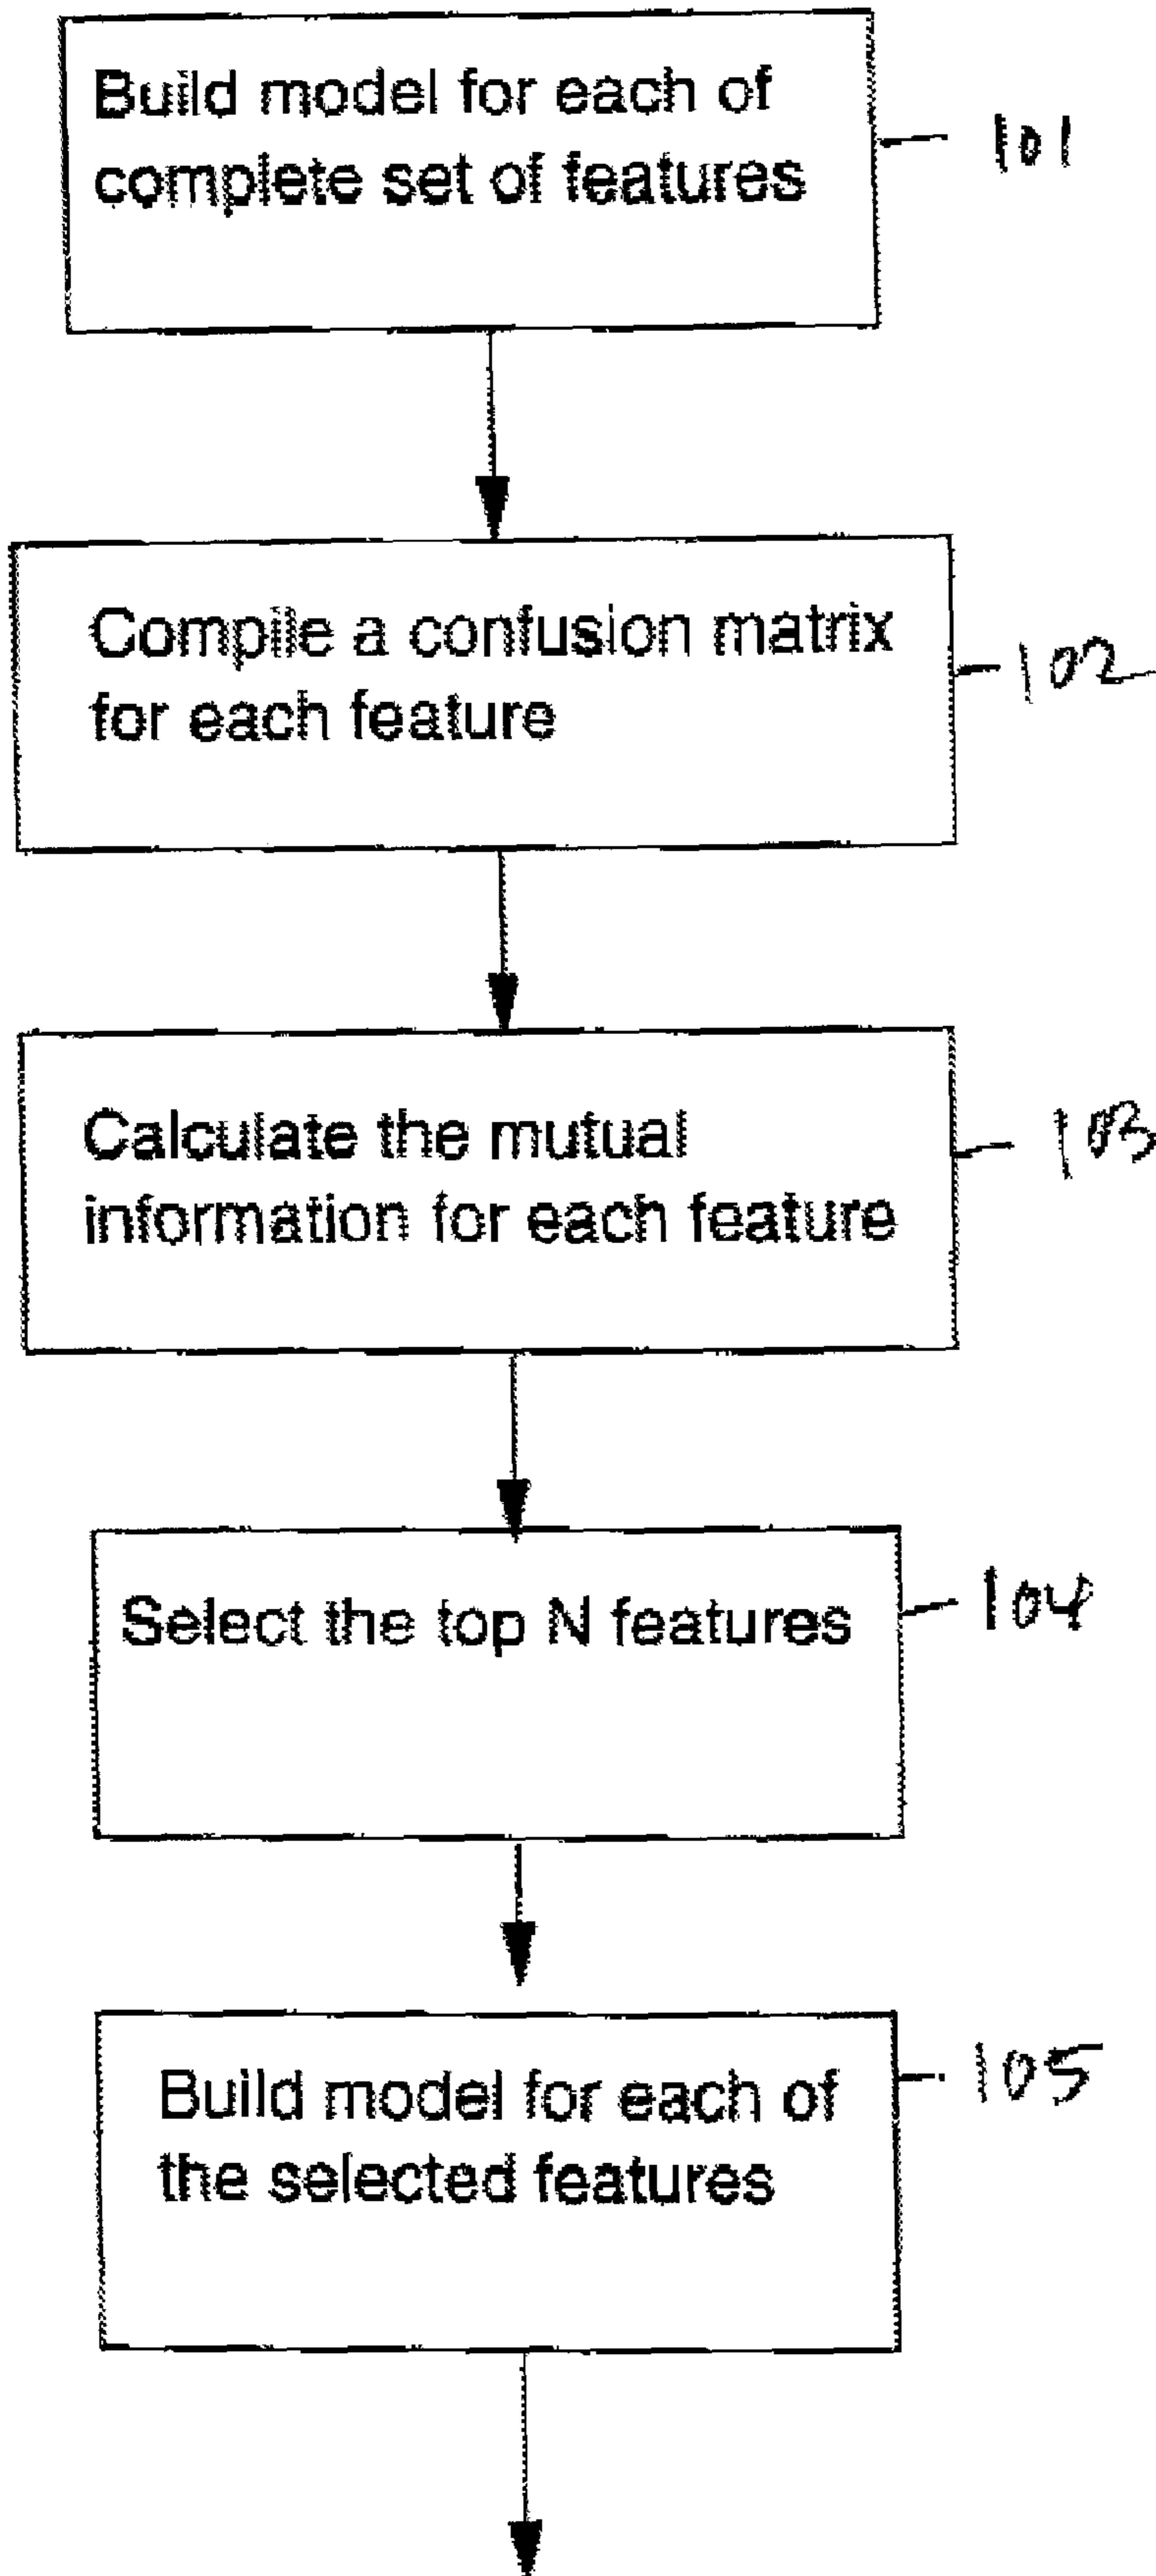 Build model for each of
complete set of features
101
Compile a confusion matrix
for each feature
102
Calculate the mutual
information for each feature
103
Select the top N features
104
Build model for each of
the selected features
105